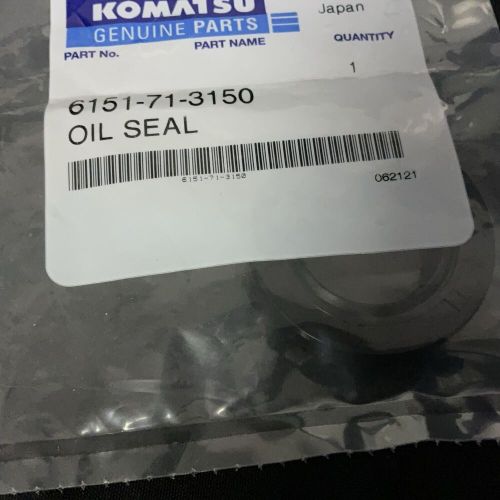 KOMATSU
GENUINE PARTS
Japan
PART No.
PART NAME
QUANTITY
1
6151-71-3150
OIL SEAL
6151-71-3150
062121